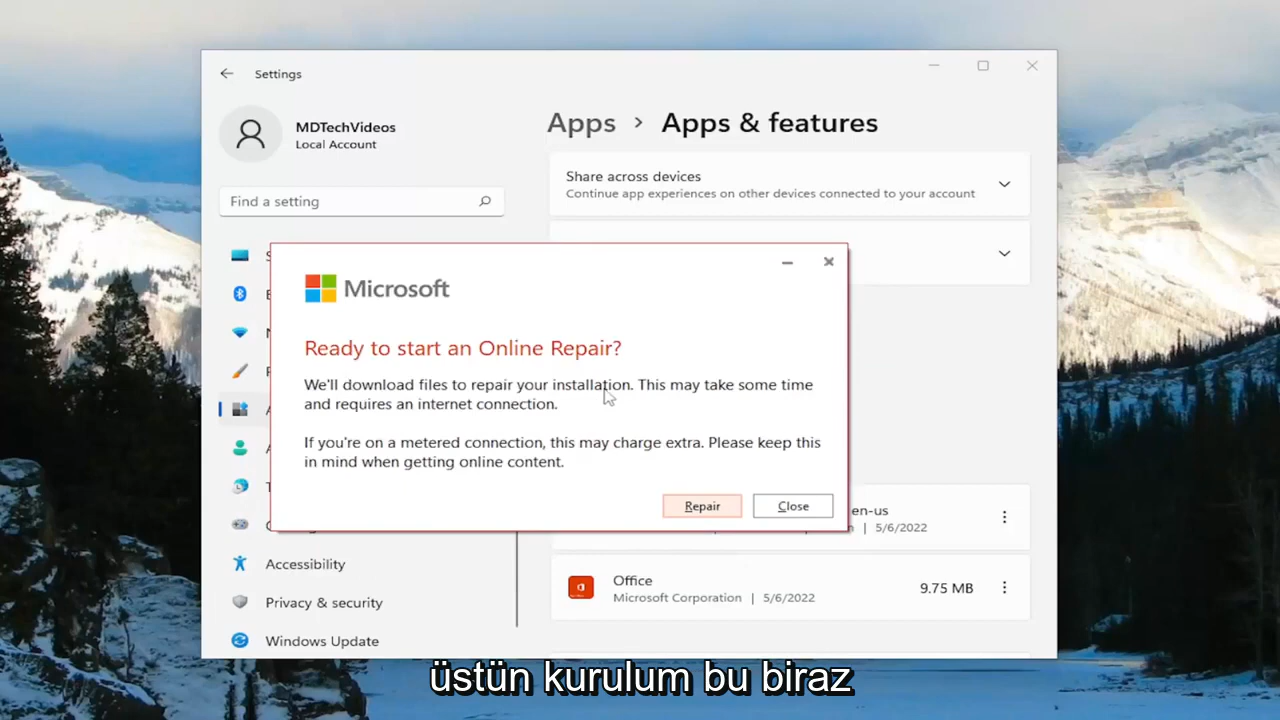 Settings
MDTechVideos
Local Account
Find a setting
Apps > Apps & features
Share across devices
Continue app experiences on other devices connected to your account
Microsoft
Ready to start an Online Repair?
We'll download files to repair your installation. This may take some time
and requires an internet connection.
If you're on a metered connection, this may charge extra. Please keep this
in mind when getting online content.
Repair
Close
en-us
| 5/6/2022
Office
Microsoft Corporation | 5/6/2022
9.75 MB
Accessibility
Privacy & security
Windows Update
üstün kurulum bu biraz